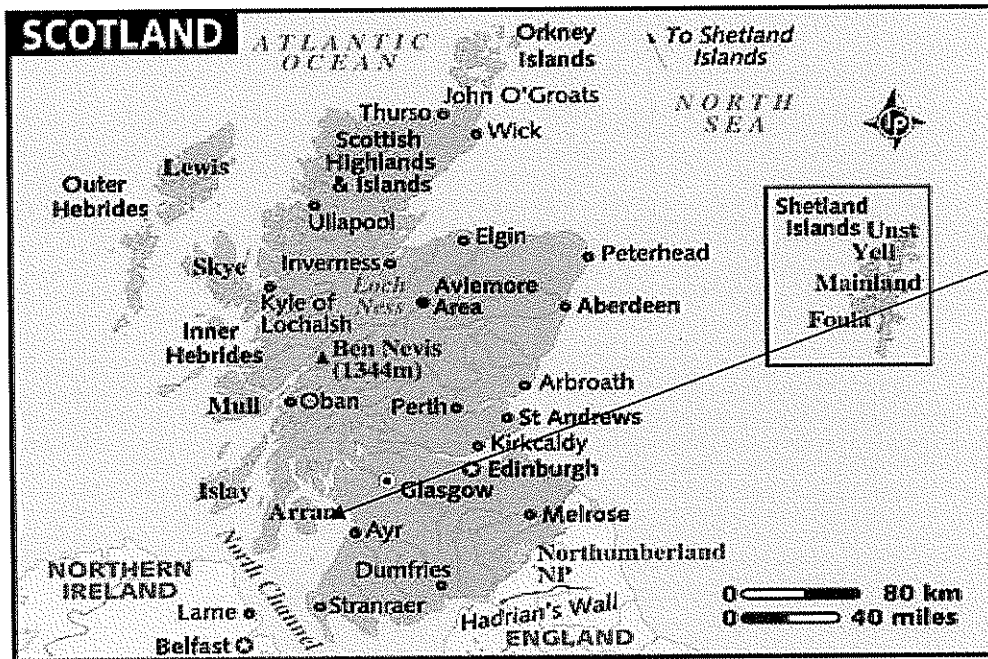 SCOTLAND
ATLANTIC
OCEAN
Orkney
Islands
To Shetland
Islands
John O'Groats
NORTH
SEA
Thurso
Wick
Scottish
Highlands
& Islands
Lewis
Outer
Hebrides
Ullapool
Elgin
Peterhead
Shetland
Islands
Unst
Yell
Mainland
Foula
Skye
Inverness
Loch
Ness
Aviemore
Area
Kyle of
Lochalsh
Aberdeen
Inner
Hebrides
Ben Nevis
(1344m)
Arbroath
Mull
Oban
Perth
St Andrews
Kirkcaldy
Edinburgh
Islay
Glasgow
Arran
Ayr
Melrose
North Channel
Northumberland
NP
NORTHERN
IRELAND
Dumfries
Larne
Stranraer
Hadrian's Wall
ENGLAND
Belfast
0 80 km
0 40 miles
LP